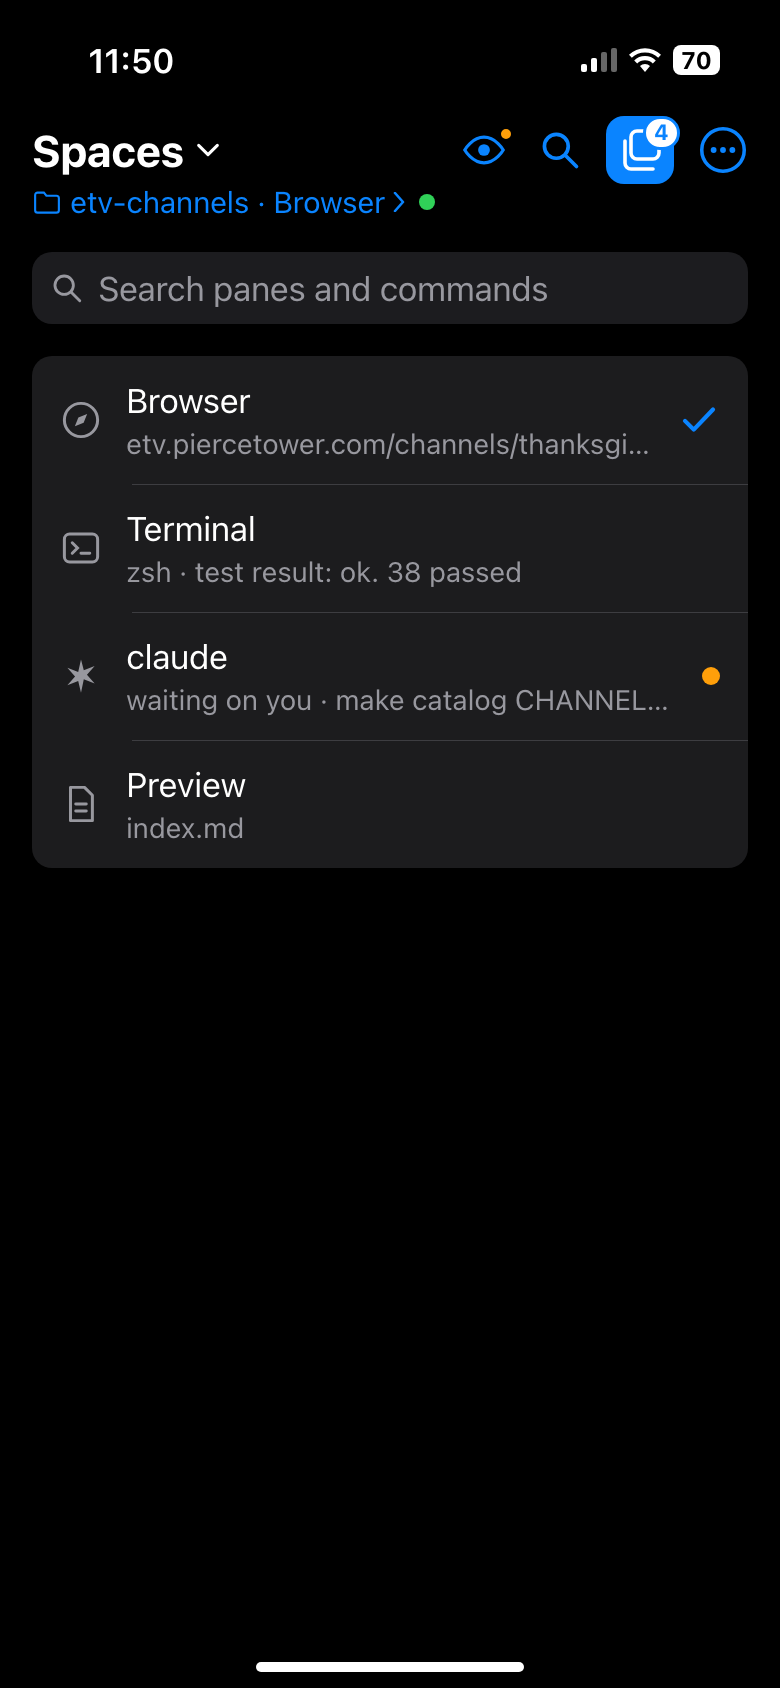 11:50
70
Spaces
4
etv-channels · Browser
Search panes and commands
Browser
etv.piercetower.com/channels/thanksgi...
Terminal
zsh · test result: ok. 38 passed
claude
waiting on you · make catalog CHANNEL...
Preview
index.md